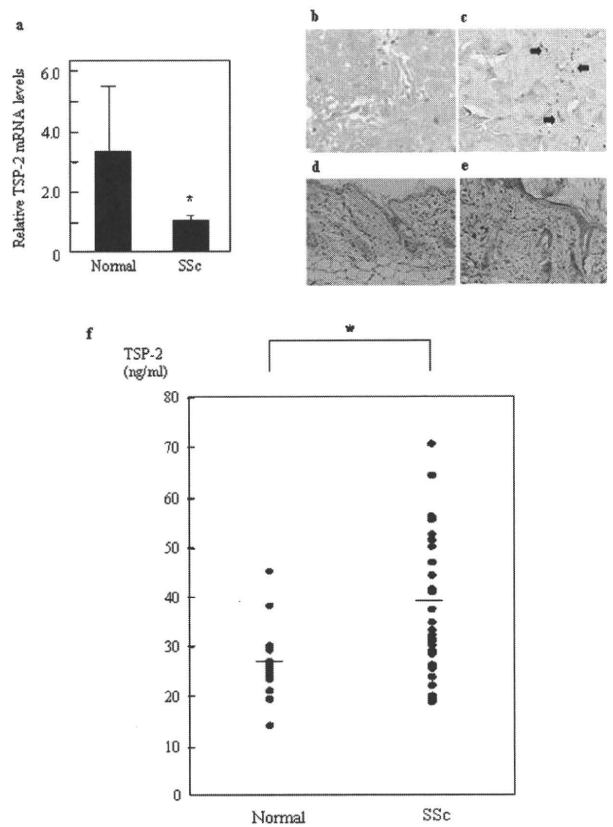 a
Relative TSP-2 mRNA levels
6.0
4.0
2.0
0
*
Normal SSc
b c
d e
f
TSP-2
(ng/ml)
*
80
70
60
50
40
30
20
10
0
Normal SSc